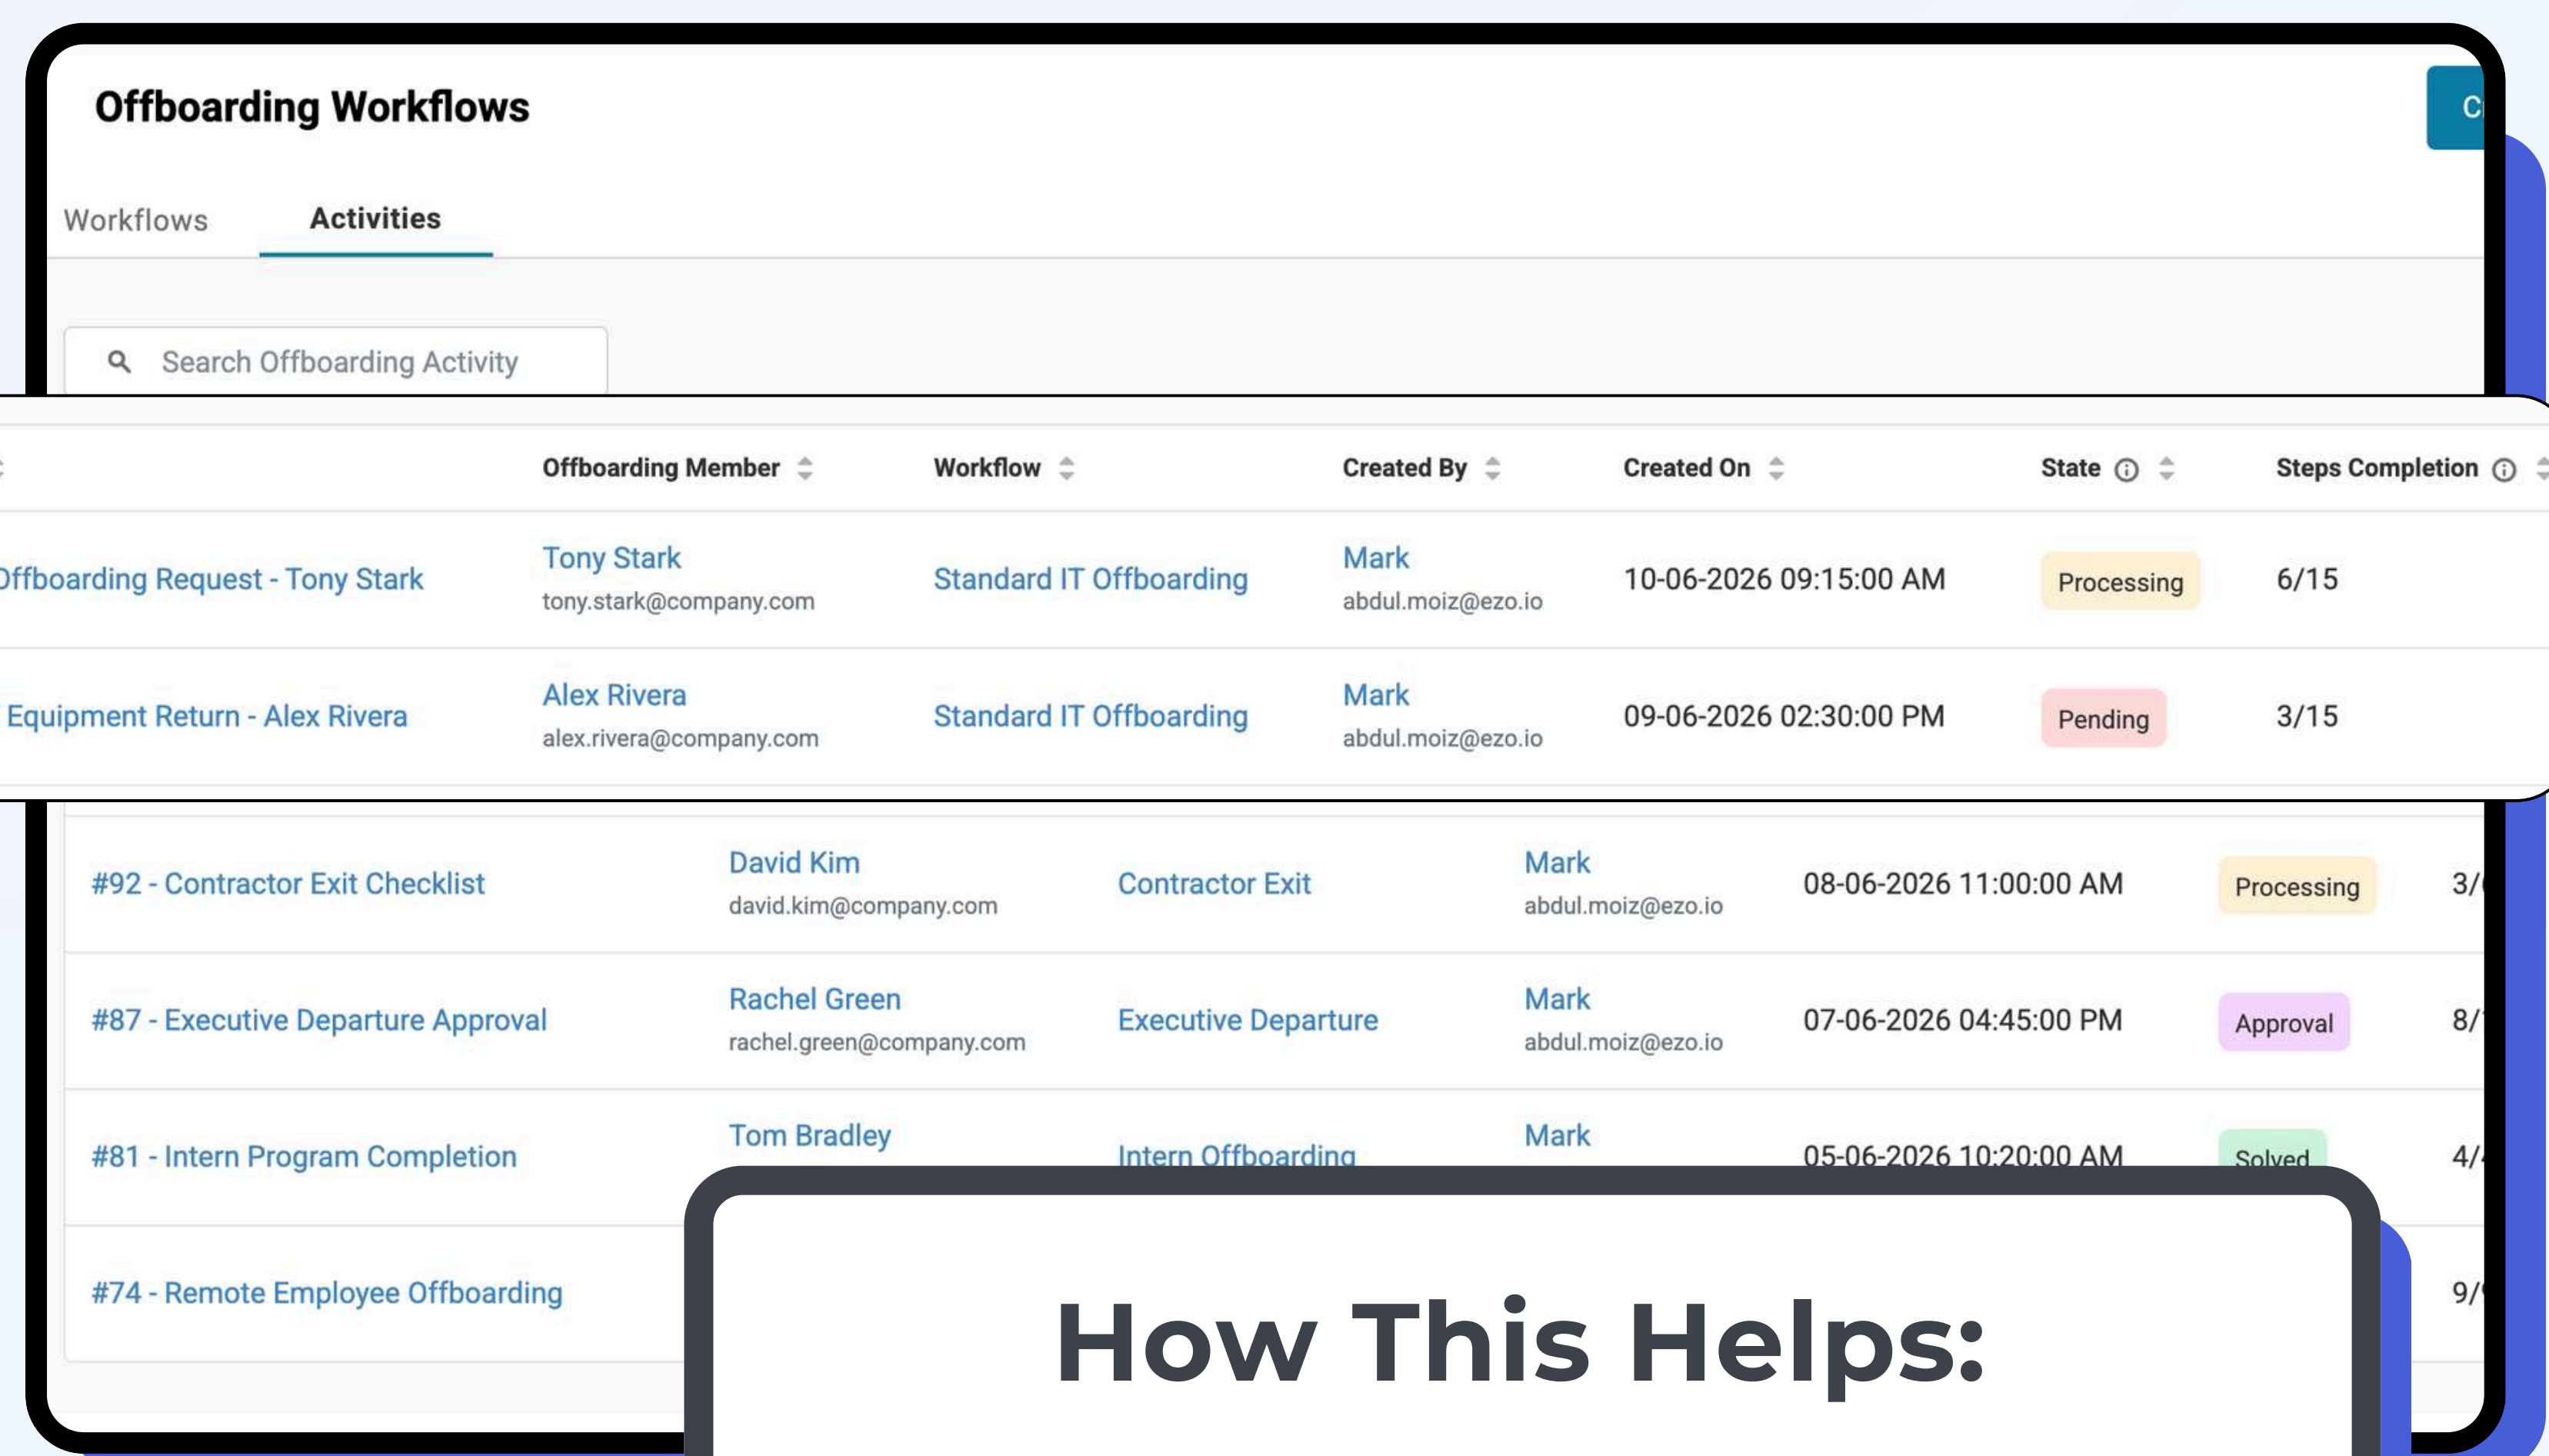 Offboarding Workflows
Workflows Activities
Search Offboarding Activity
Offboarding Member Workflow Created By Created On State Steps Completion
Offboarding Request - Tony Stark Tony Stark Standard IT Offboarding Mark 10-06-2026 09:15:00 AM Processing 6/15
tony.stark@company.com abdul.moiz@ezo.io
Equipment Return - Alex Rivera Alex Rivera Standard IT Offboarding Mark 09-06-2026 02:30:00 PM Pending 3/15
alex.rivera@company.com abdul.moiz@ezo.io
#92 - Contractor Exit Checklist David Kim Contractor Exit Mark 08-06-2026 11:00:00 AM Processing 3/
david.kim@company.com abdul.moiz@ezo.io
#87 - Executive Departure Approval Rachel Green Executive Departure Mark 07-06-2026 04:45:00 PM Approval 8/
rachel.green@company.com abdul.moiz@ezo.io
#81 - Intern Program Completion Tom Bradley Intern Offboarding Mark 05-06-2026 10:20:00 AM Solved 4/
#74 - Remote Employee Offboarding 9/
How This Helps: